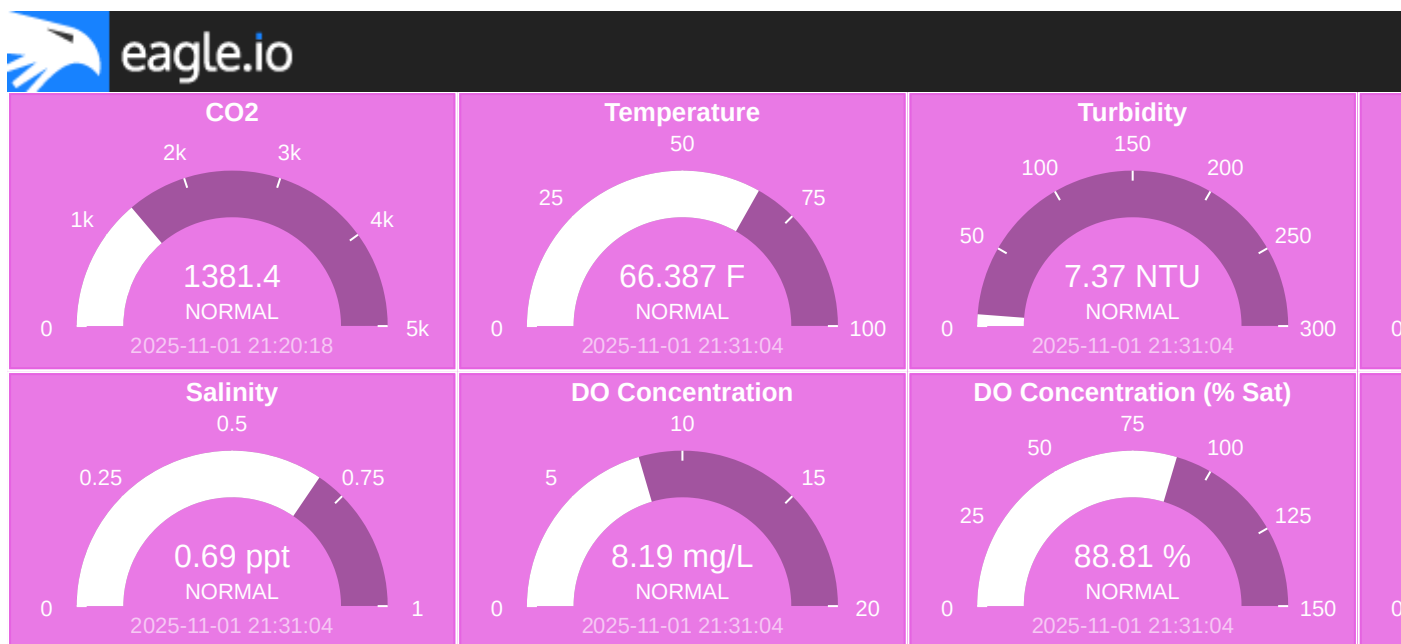 eagle.io
CO2
2k
3k
1k
4k
1381.4
NORMAL
0
5k
2025-11-01 21:20:18
Temperature
50
25
75
66.387 F
NORMAL
0
100
2025-11-01 21:31:04
Turbidity
150
100
200
50
250
7.37 NTU
NORMAL
0
300
2025-11-01 21:31:04
0
Salinity
0.5
0.25
0.75
0.69 ppt
NORMAL
0
1
2025-11-01 21:31:04
DO Concentration
10
5
15
8.19 mg/L
NORMAL
0
20
2025-11-01 21:31:04
DO Concentration (% Sat)
75
50
100
25
125
88.81 %
NORMAL
0
150
2025-11-01 21:31:04
0